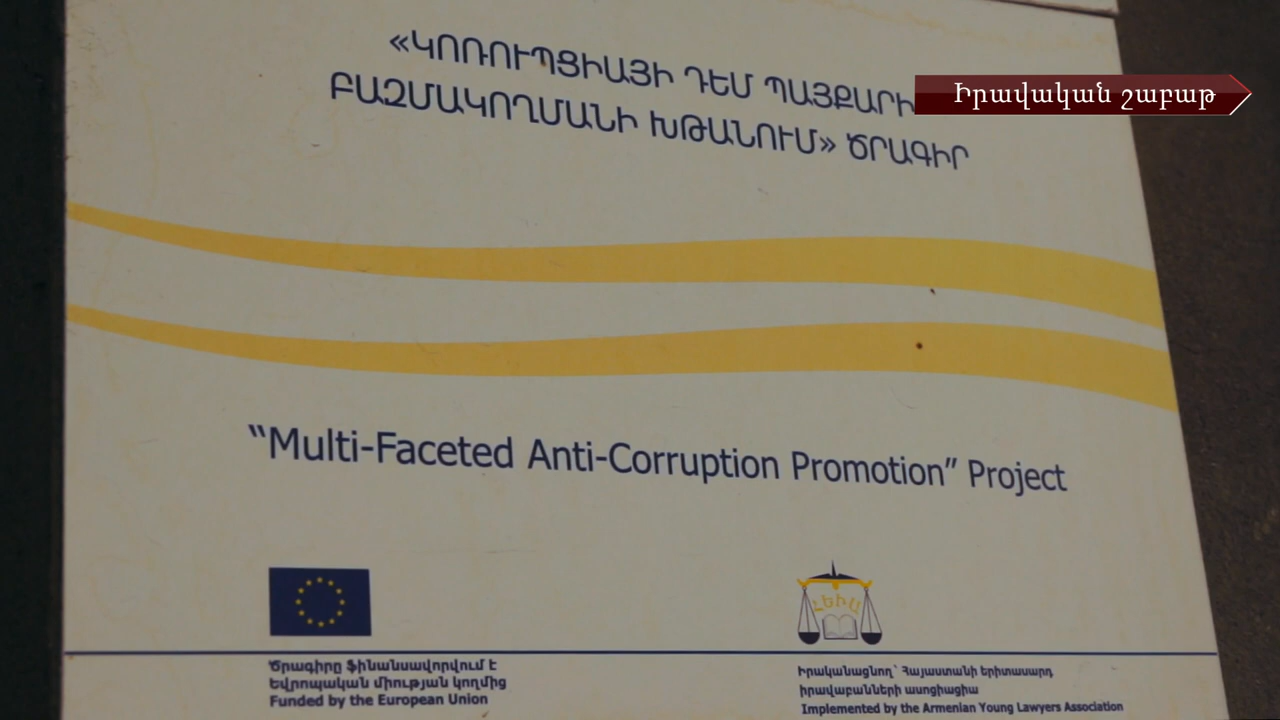 «ԿՈՌՈՒՊՑԻԱՅԻ ԴԵՄ ՊԱՅՔԱՐԻ
Իրավական շաբաթ
ԲԱԶՄԱԿՈՂՄԱՆԻ ԽԹԱՆՈՒՄ» ԾՐԱԳԻՐ
“Multi-Faceted Anti-Corruption Promotion” Project
ՀԵԻԱ
Ծրագիրը ֆինանսավորվում է
Եվրոպական միության կողմից
Funded by the European Union
Իրականացնող՝ Հայաստանի երիտասարդ
իրավաբանների ասոցիացիա
Implemented by the Armenian Young Lawyers Association